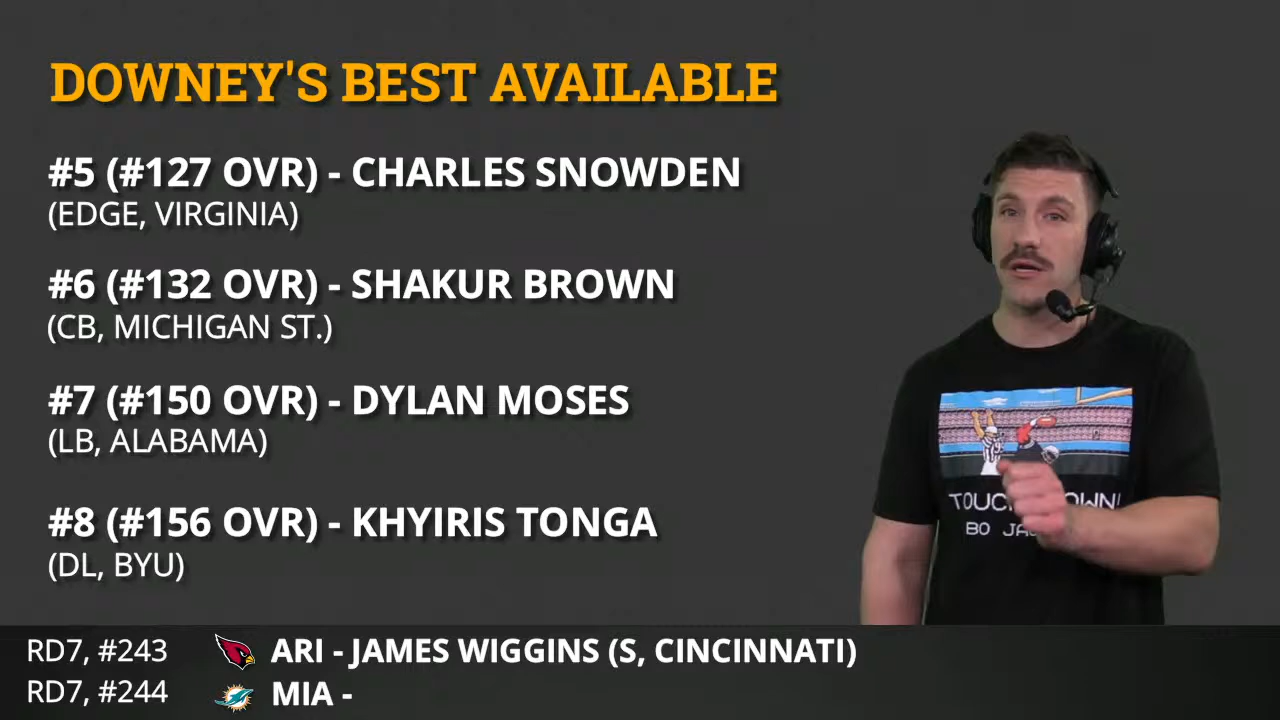 DOWNEY'S BEST AVAILABLE
#5 (#127 OVR) - CHARLES SNOWDEN
(EDGE, VIRGINIA)
#6 (#132 OVR) - SHAKUR BROWN
(CB, MICHIGAN ST.)
#7 (#150 OVR) - DYLAN MOSES
(LB, ALABAMA)
#8 (#156 OVR) - KHYIRIS TONGA
(DL, BYU)
BO
RD7, #243 ARI - JAMES WIGGINS (S, CINCINNATI)
RD7, #244 MIA -